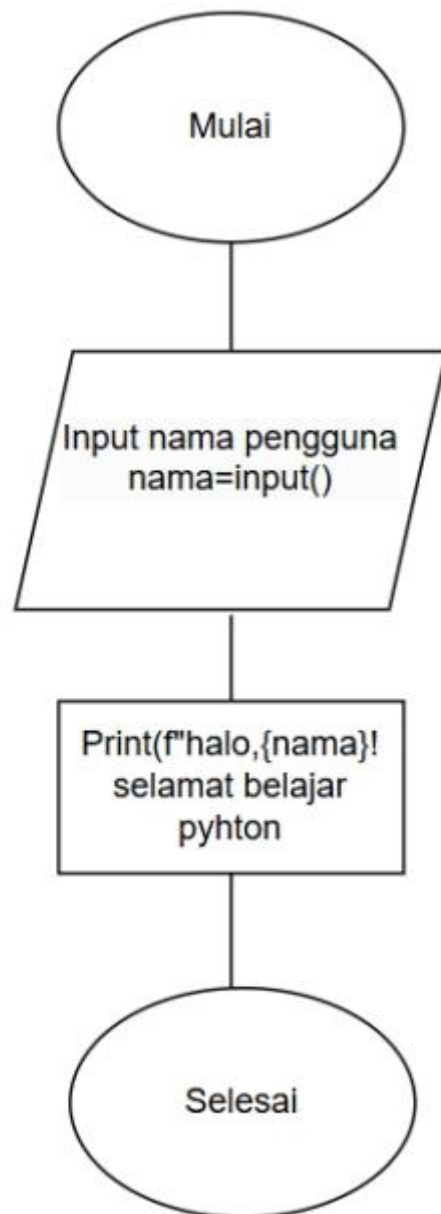 Mulai
Input nama pengguna
nama=input()
Print(f"halo,{nama}!
selamat belajar
pyhton
Selesai